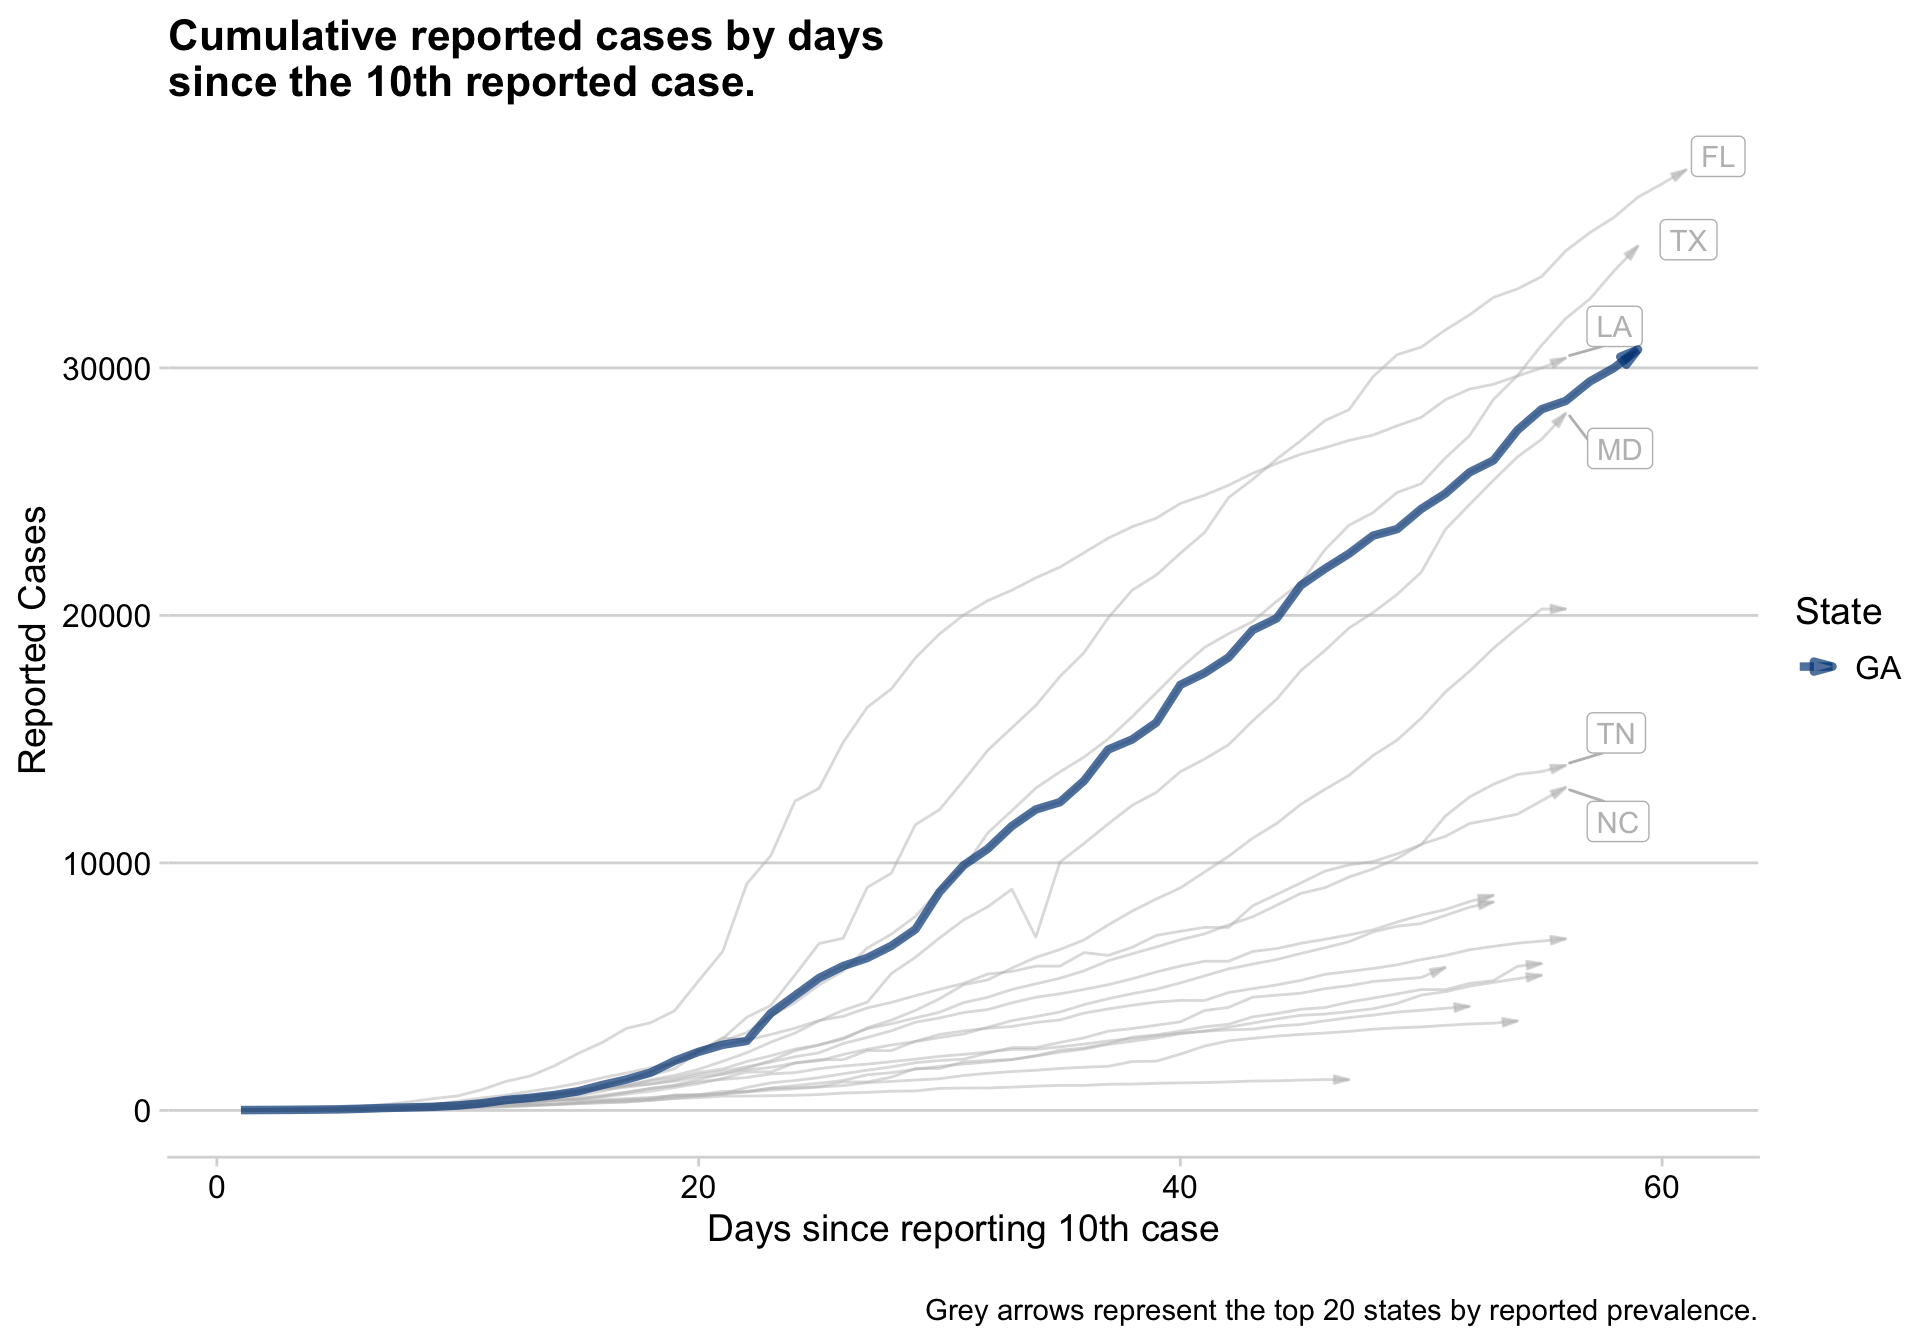 Cumulative reported cases by days
since the 10th reported case.
FL
TX
LA
30000
MD
20000
Reported Cases
State
GA
TN
NC
10000
0
0 20 40 60
Days since reporting 10th case
Grey arrows represent the top 20 states by reported prevalence.